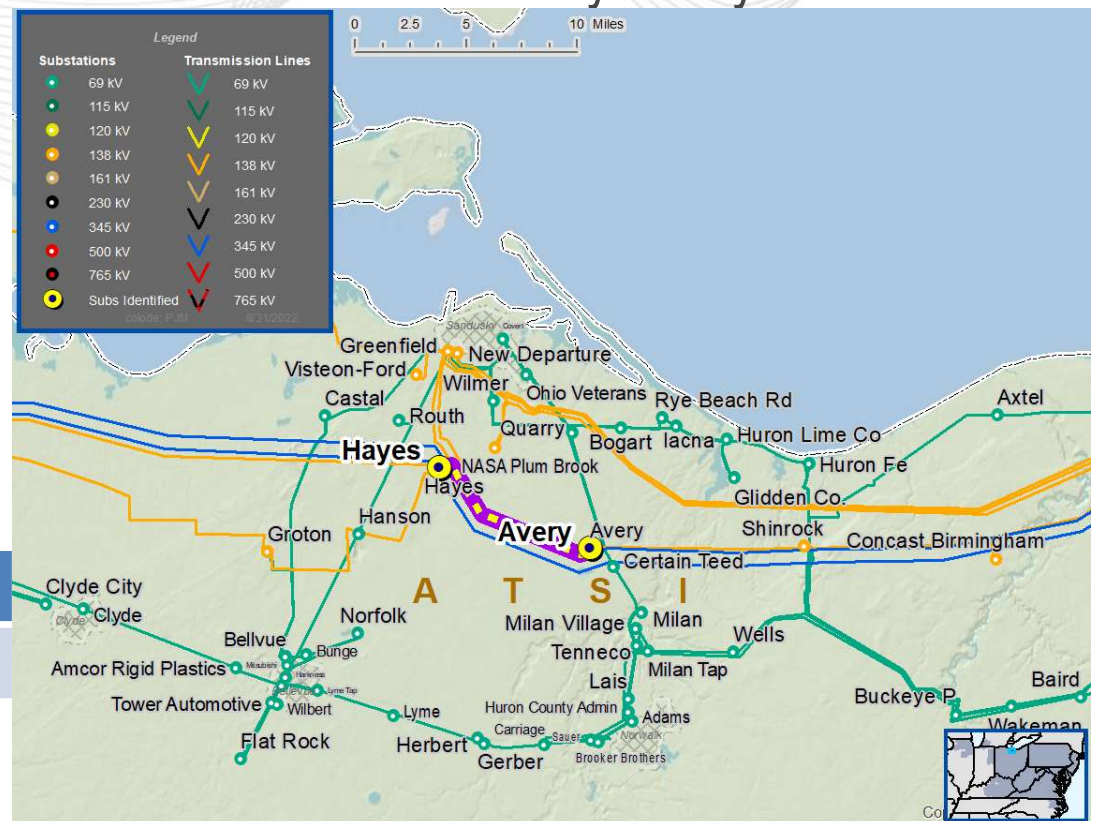 0 2.5 5 10 Miles
Legend
Substations Transmission Lines
69 kV 69 kV
115 kV 115 kV
120 kV 120 kV
138 kV 138 kV
161 kV 161 kV
230 kV 230 kV
345 kV 345 kV
500 kV 500 kV
765 kV 765 kV
Subs Identified
8/31/2022
Sandusky
Greenfield
New Departure
Visteon-Ford
Wilmer
Ohio Veterans
Castal
Routh
Rye Beach Rd
Axtel
Quarry
Bogart
Iacna
Huron Lime Co
Hayes
NASA Plum Brook
Hayes
Huron Fe
Glidden Co.
Hanson
Avery
Avery
Shinrock
Concast Birmingham
Groton
Certain Teed
A T S I
Clyde City
Clyde
Clyde
Norfolk
Milan Village
Milan
Wells
Bellvue
Bunge
Tenneco
Milan Tap
Amcor Rigid Plastics
Harkness
Lais
Lyme Tap
Baird
Buckeye P
Tower Automotive
Wilbert
Lyme
Huron County Admin
Adams
Wakeman
Flat Rock
Herbert
Carriage
Sauer
Norwalk
Gerber
Brooker Brothers